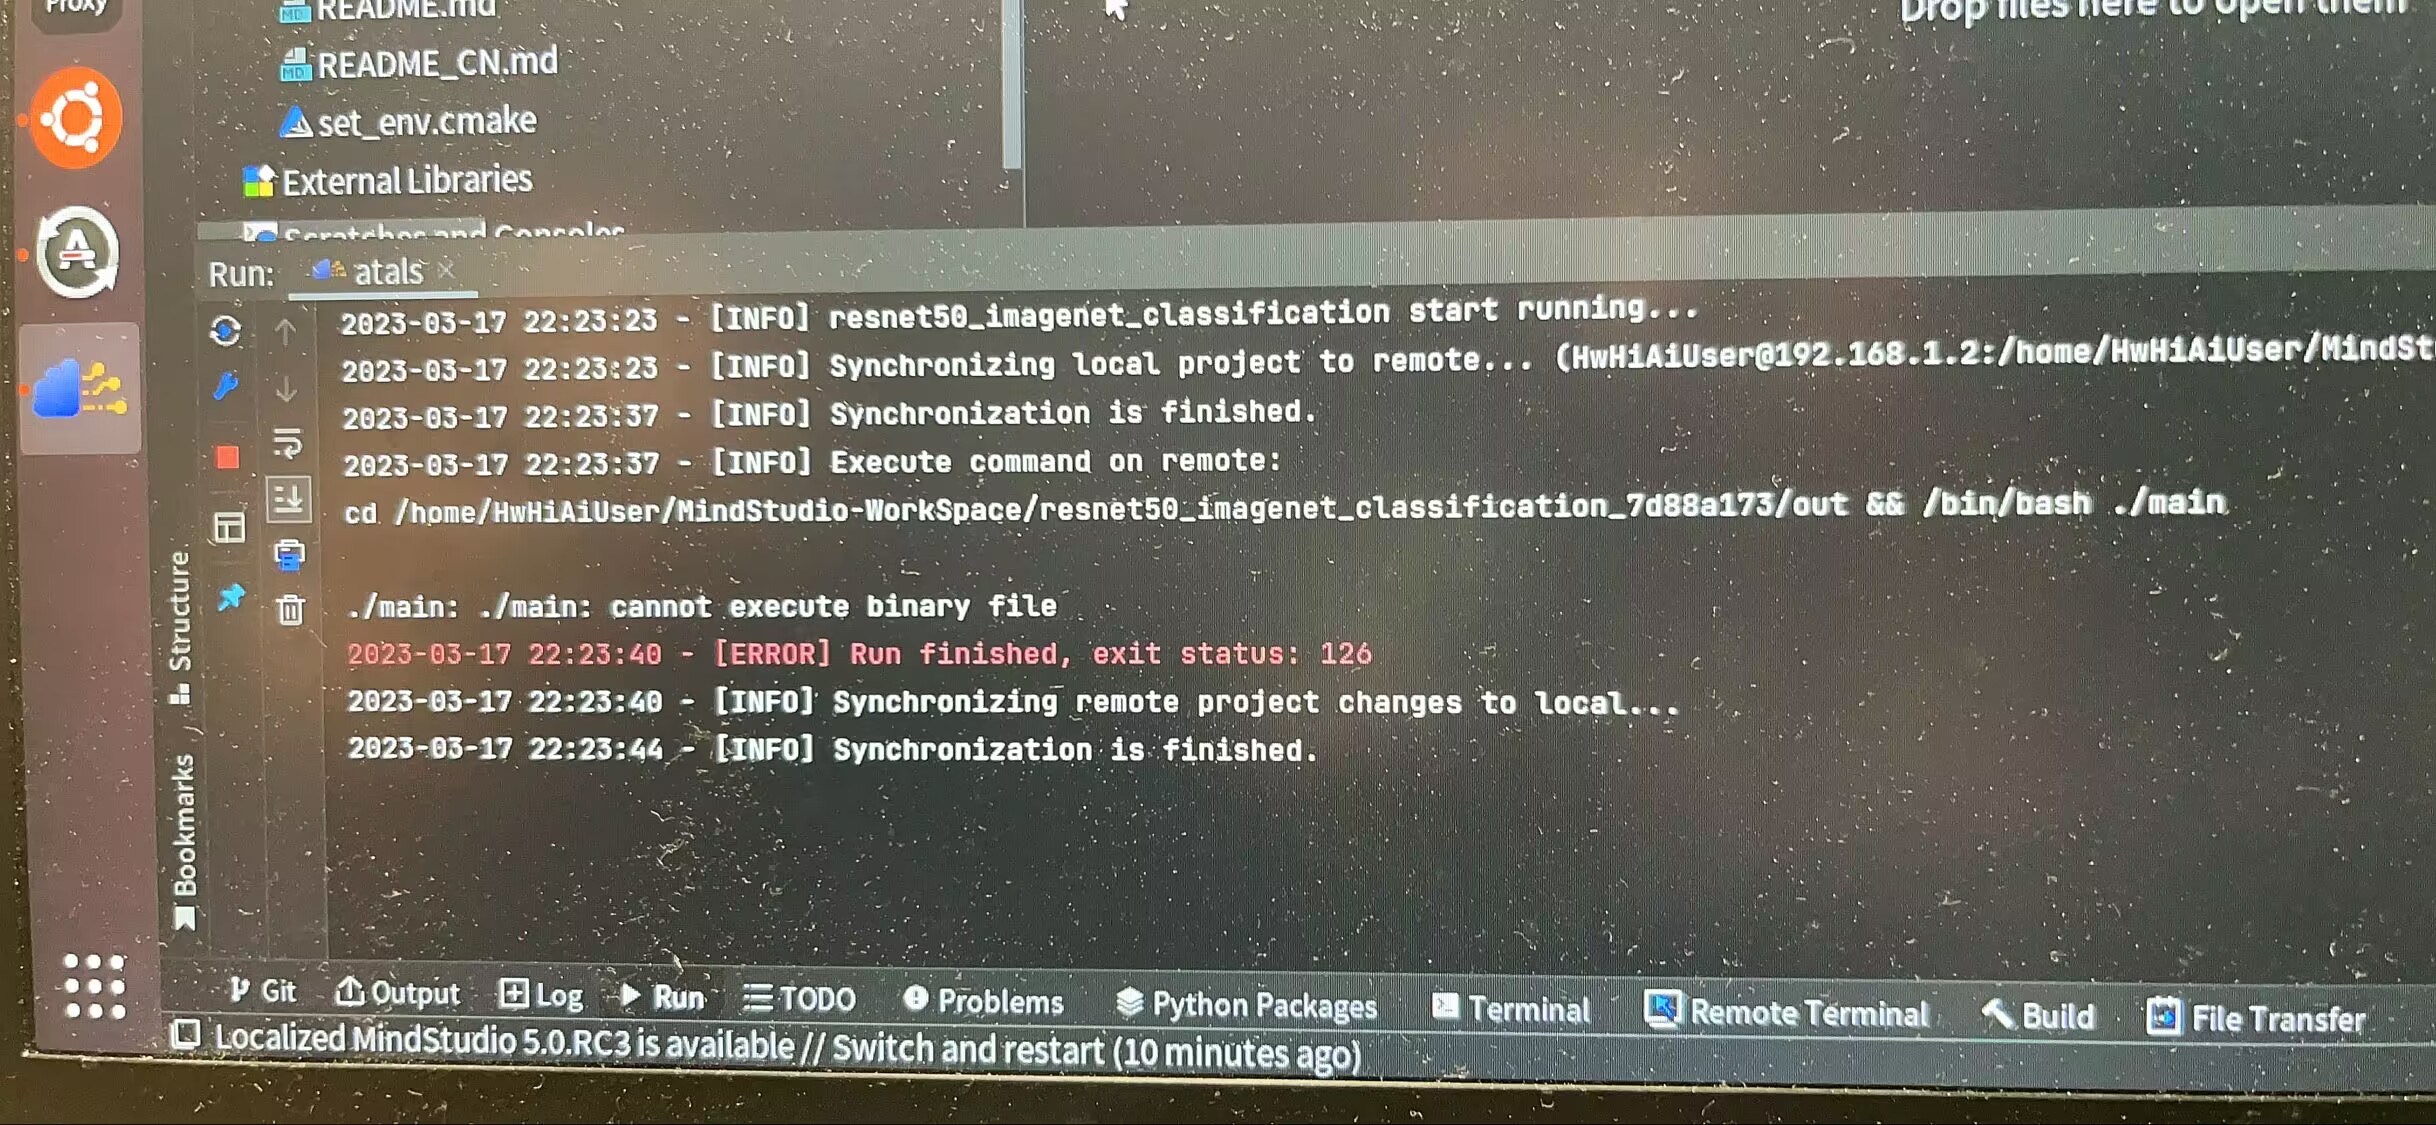 Proxy
README.md
README_CN.md
set_env.cmake
External Libraries
Scratches and Consoles
Drop files here to open them
Run: atals
2023-03-17 22:23:23 - [INFO] resnet50_imagenet_classification start running...
2023-03-17 22:23:23 - [INFO] Synchronizing local project to remote... (HwHiAiUser@192.168.1.2:/home/HwHiAiUser/MindSt
2023-03-17 22:23:37 - [INFO] Synchronization is finished.
2023-03-17 22:23:37 - [INFO] Execute command on remote:
cd /home/HwHiAiUser/MindStudio-WorkSpace/resnet50_imagenet_classification_7d88a173/out && /bin/bash ./main
./main: ./main: cannot execute binary file
2023-03-17 22:23:40 - [ERROR] Run finished, exit status: 126
2023-03-17 22:23:40 - [INFO] Synchronizing remote project changes to local...
2023-03-17 22:23:44 - [INFO] Synchronization is finished.
Structure
Bookmarks
Git Output Log Run TODO Problems Python Packages Terminal Remote Terminal Build File Transfer
Localized MindStudio 5.0.RC3 is available // Switch and restart (10 minutes ago)